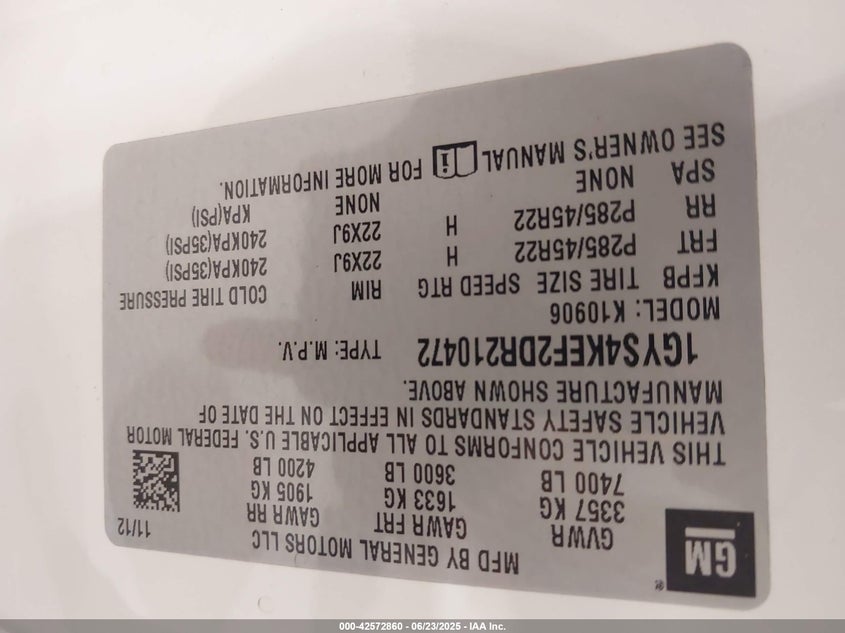 GM
MFD BY GENERAL MOTORS LLC
11/12
GVWR GAWR FRT GAWR RR
3357 KG 1633 KG 1905 KG
7400 LB 3600 LB 4200 LB
THIS VEHICLE CONFORMS TO ALL APPLICABLE U.S. FEDERAL MOTOR
VEHICLE SAFETY STANDARDS IN EFFECT ON THE DATE OF
MANUFACTURE SHOWN ABOVE.
1GYS4KEF2DR210472 TYPE: M.P.V.
MODEL: K10906
KFPB TIRE SIZE SPEED RTG RIM COLD TIRE PRESSURE
FRT P285/45R22 H 22X9J 240KPA(35PSI)
RR P285/45R22 H 22X9J 240KPA(35PSI)
SPA NONE NONE KPA(PSI)
SEE OWNER'S MANUAL i FOR MORE INFORMATION.
000-42572860 - 06/23/2025 - IAA Inc.